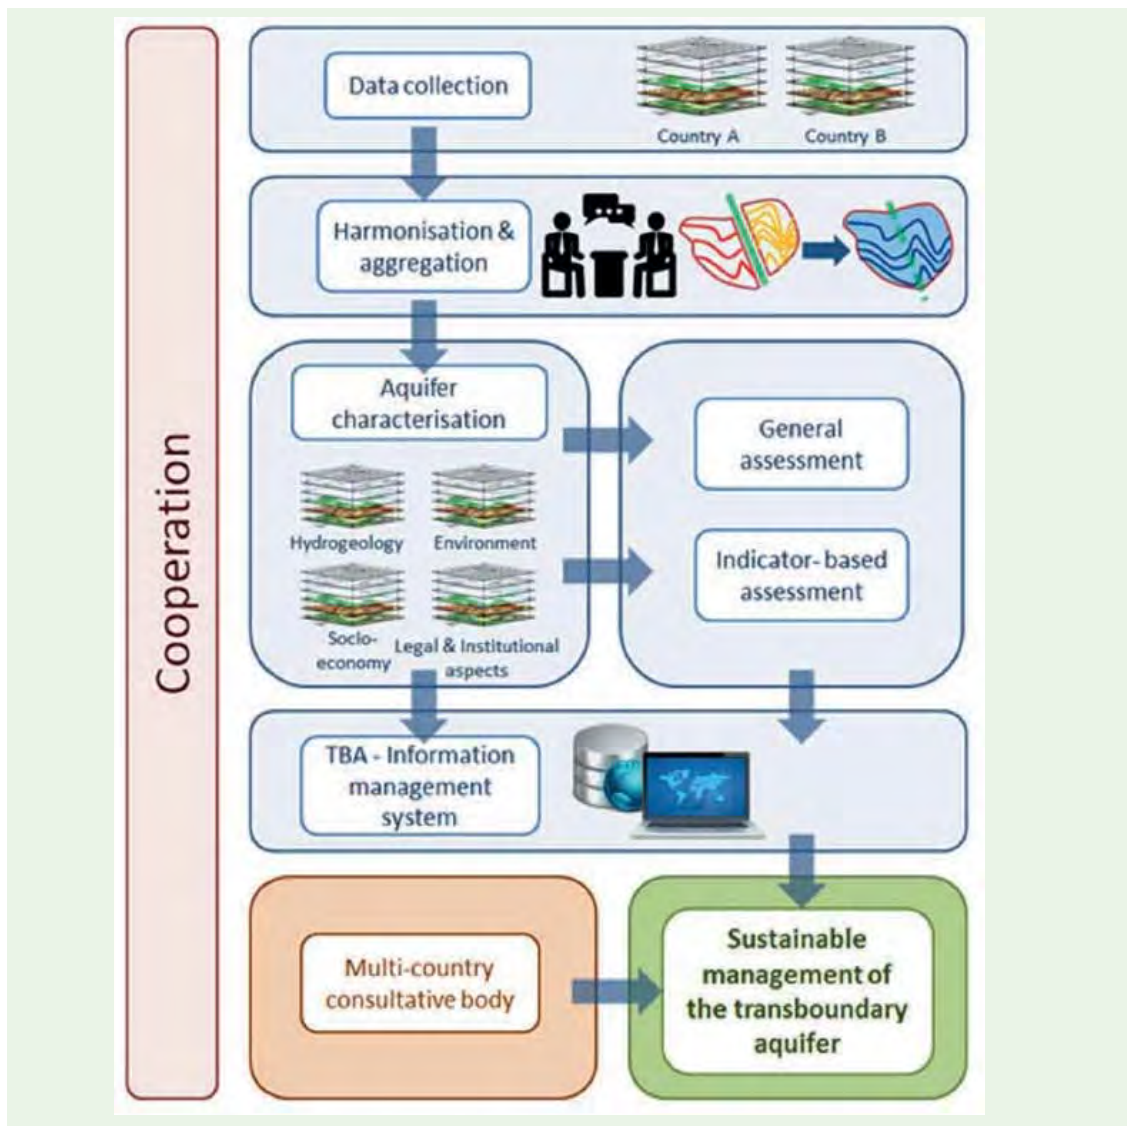 Cooperation
Data collection
Country A
Country B
Harmonisation &
aggregation
Aquifer
characterisation
Hydrogeology
Environment
Socio-
economy
Legal & Institutional
aspects
General
assessment
Indicator- based
assessment
TBA - Information
management
system
Multi-country
consultative body
Sustainable
management of
the transboundary
aquifer